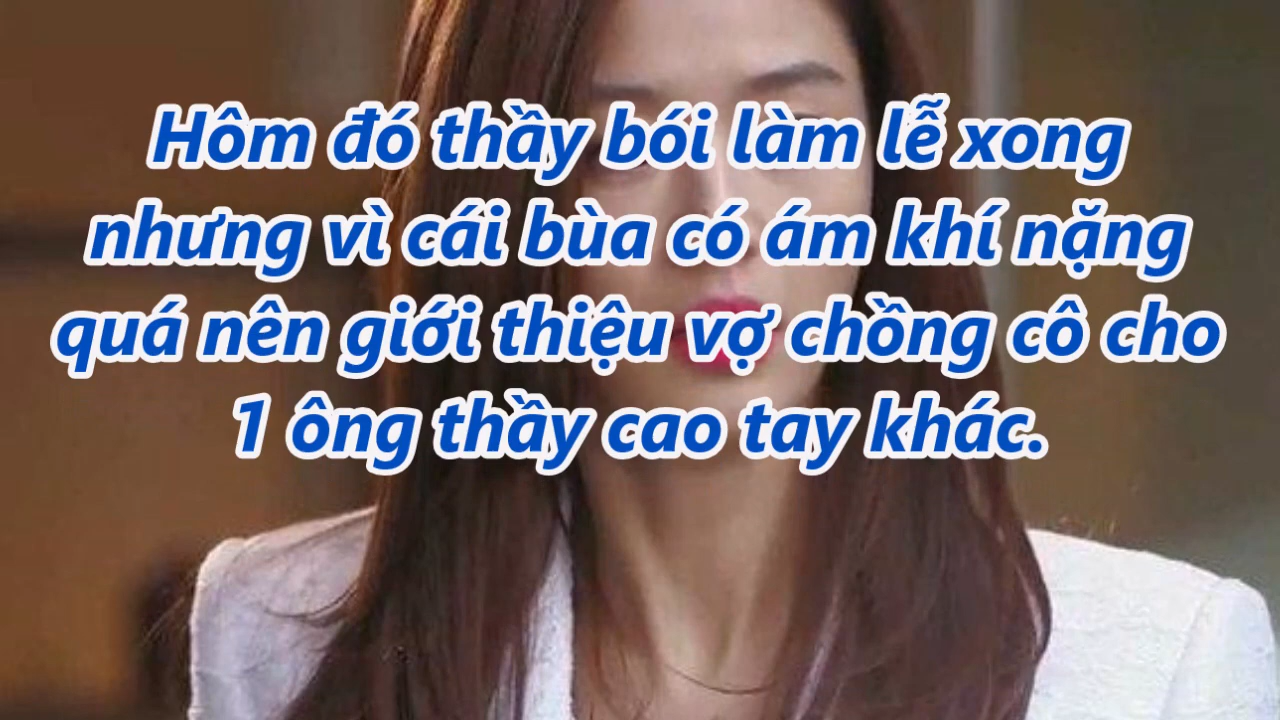 Hôm đó thầy bói làm lễ xong
nhưng vì cái bùa có ám khí nặng
quá nên giới thiệu vợ chồng cô cho
1 ông thầy cao tay khác.